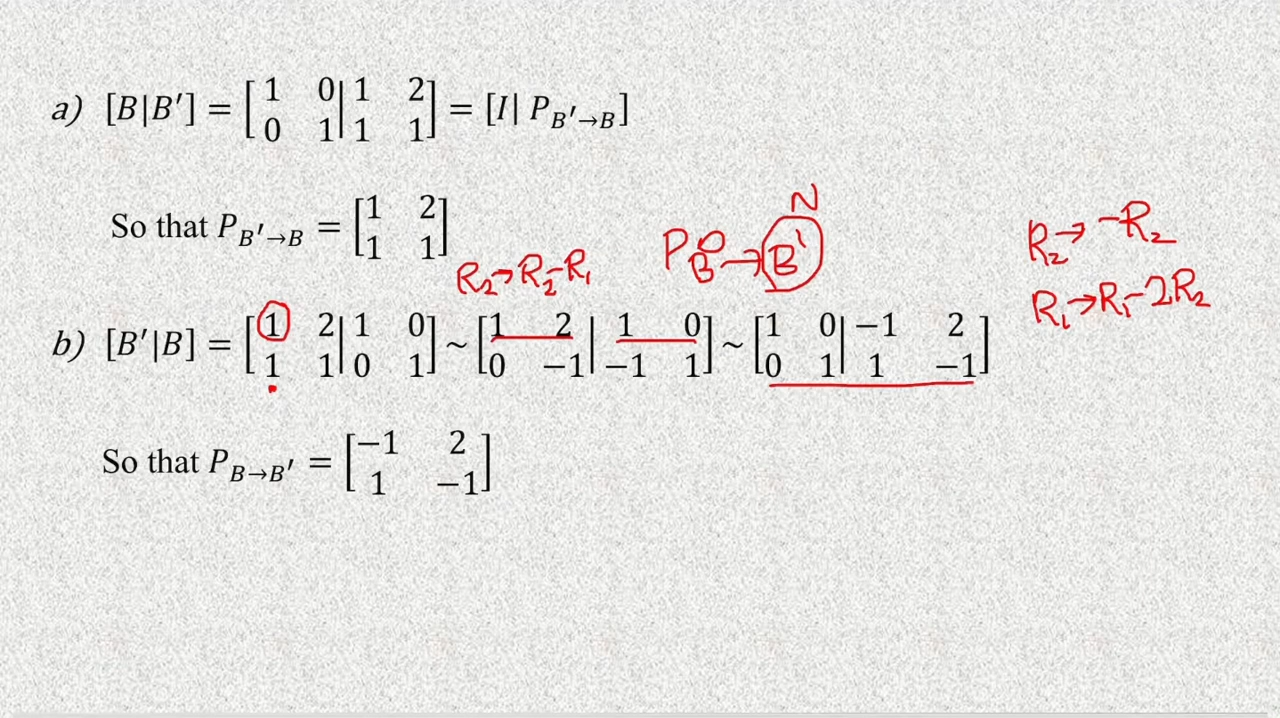 a) [B|B′] = [1 0|1 2; 0 1|1 1] = [I| P_{B′→B}]
So that P_{B′→B} = [1 2; 1 1]
N
P
O
B → B'
R₂ → -R₂
R₂ → R₂ - R₁
R₁ → R₁ - 2R₂
b) [B′|B] = [1 2|1 0; 1 1|0 1] ~ [1 2|1 0; 0 −1|−1 1] ~ [1 0|−1 2; 0 1|1 −1]
So that P_{B→B′} = [−1 2; 1 −1]